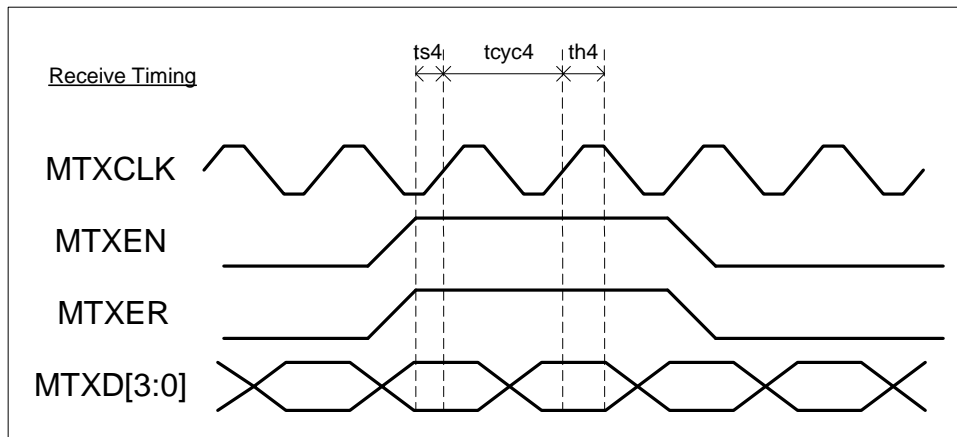 ts4 tcyc4 th4
Receive Timing
MTXCLK
MTXEN
MTXER
MTXD[3:0]